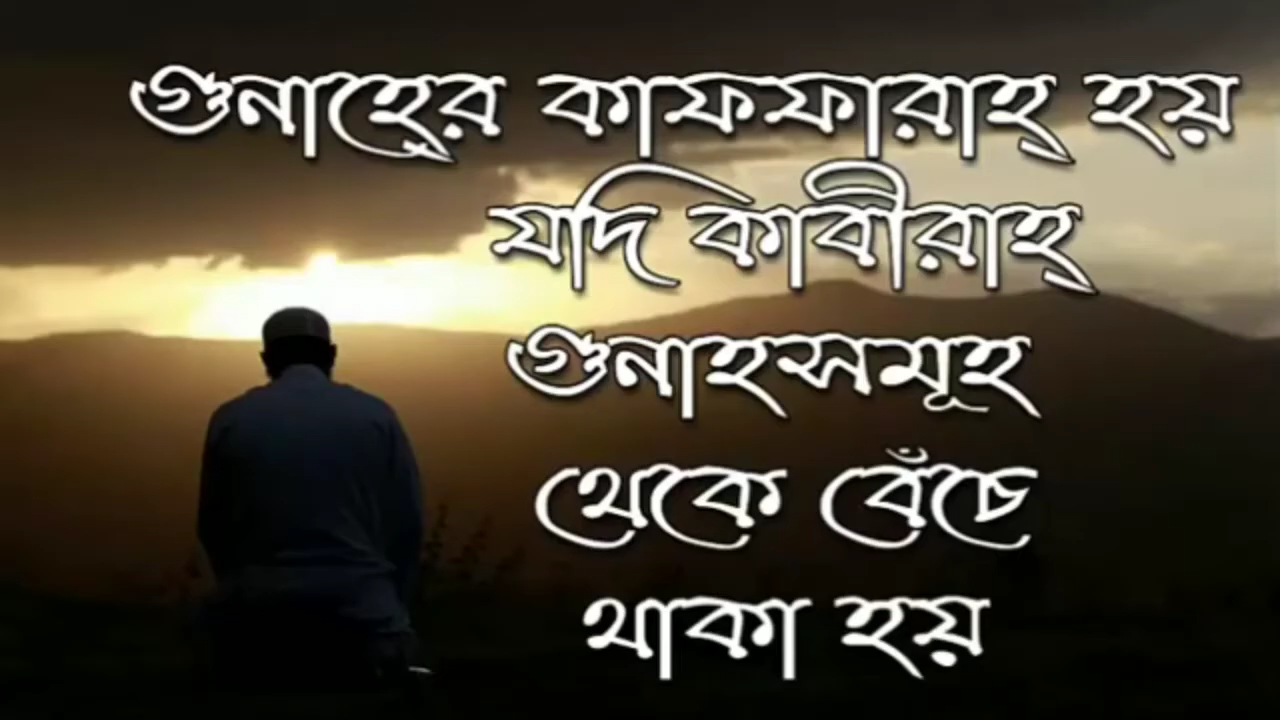 গুনাহের কাফফারাহ্ হয়
যদি কাবীরাহ্
গুনাহসমূহ
থেকে বেঁচে
থাকা হয়